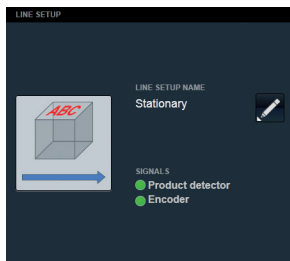 LINE SETUP
LINE SETUP NAME
Stationary
ABC
SIGNALS
Product detector
Encoder